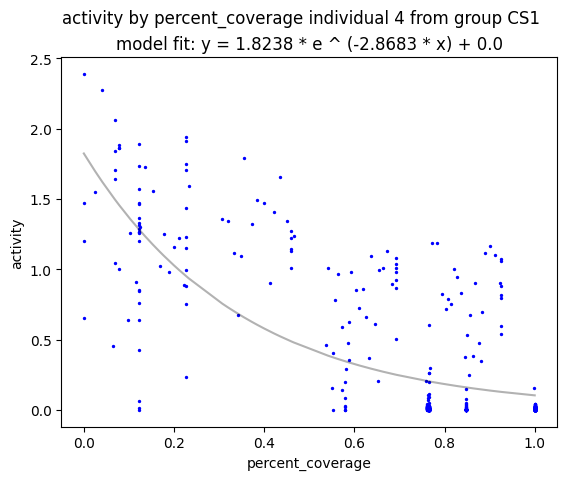 activity by percent_coverage individual 4 from group CS1
model fit: y = 1.8238 * e ^ (-2.8683 * x) + 0.0
2.5
2.0
1.5
1.0
0.5
0.0
activity
0.0 0.2 0.4 0.6 0.8 1.0
percent_coverage